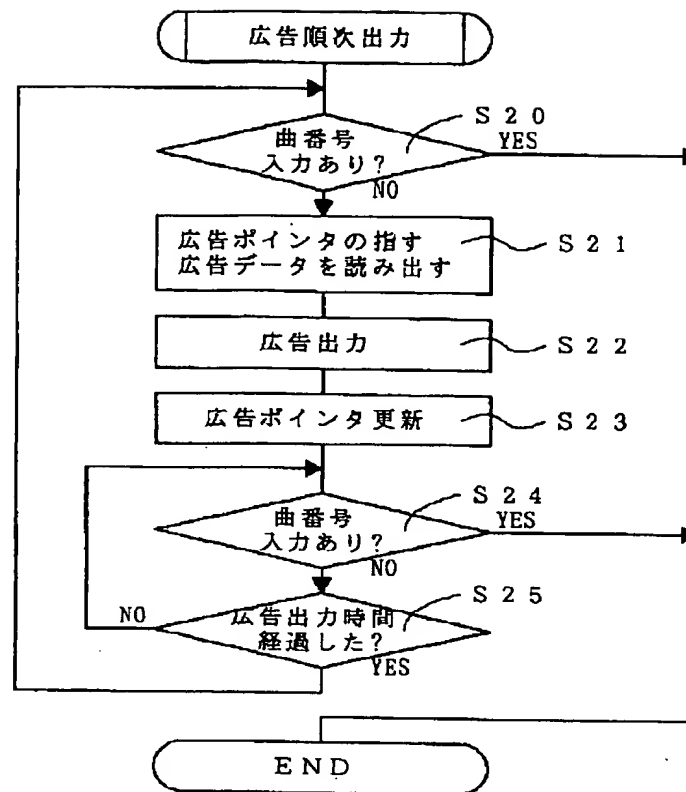 広告順次出力
S20
曲番号
入力あり?
YES
NO
広告ポインタの指す
広告データを読み出す
S21
広告出力
S22
広告ポインタ更新
S23
S24
曲番号
入力あり?
YES
NO
S25
NO
広告出力時間
経過した?
YES
END